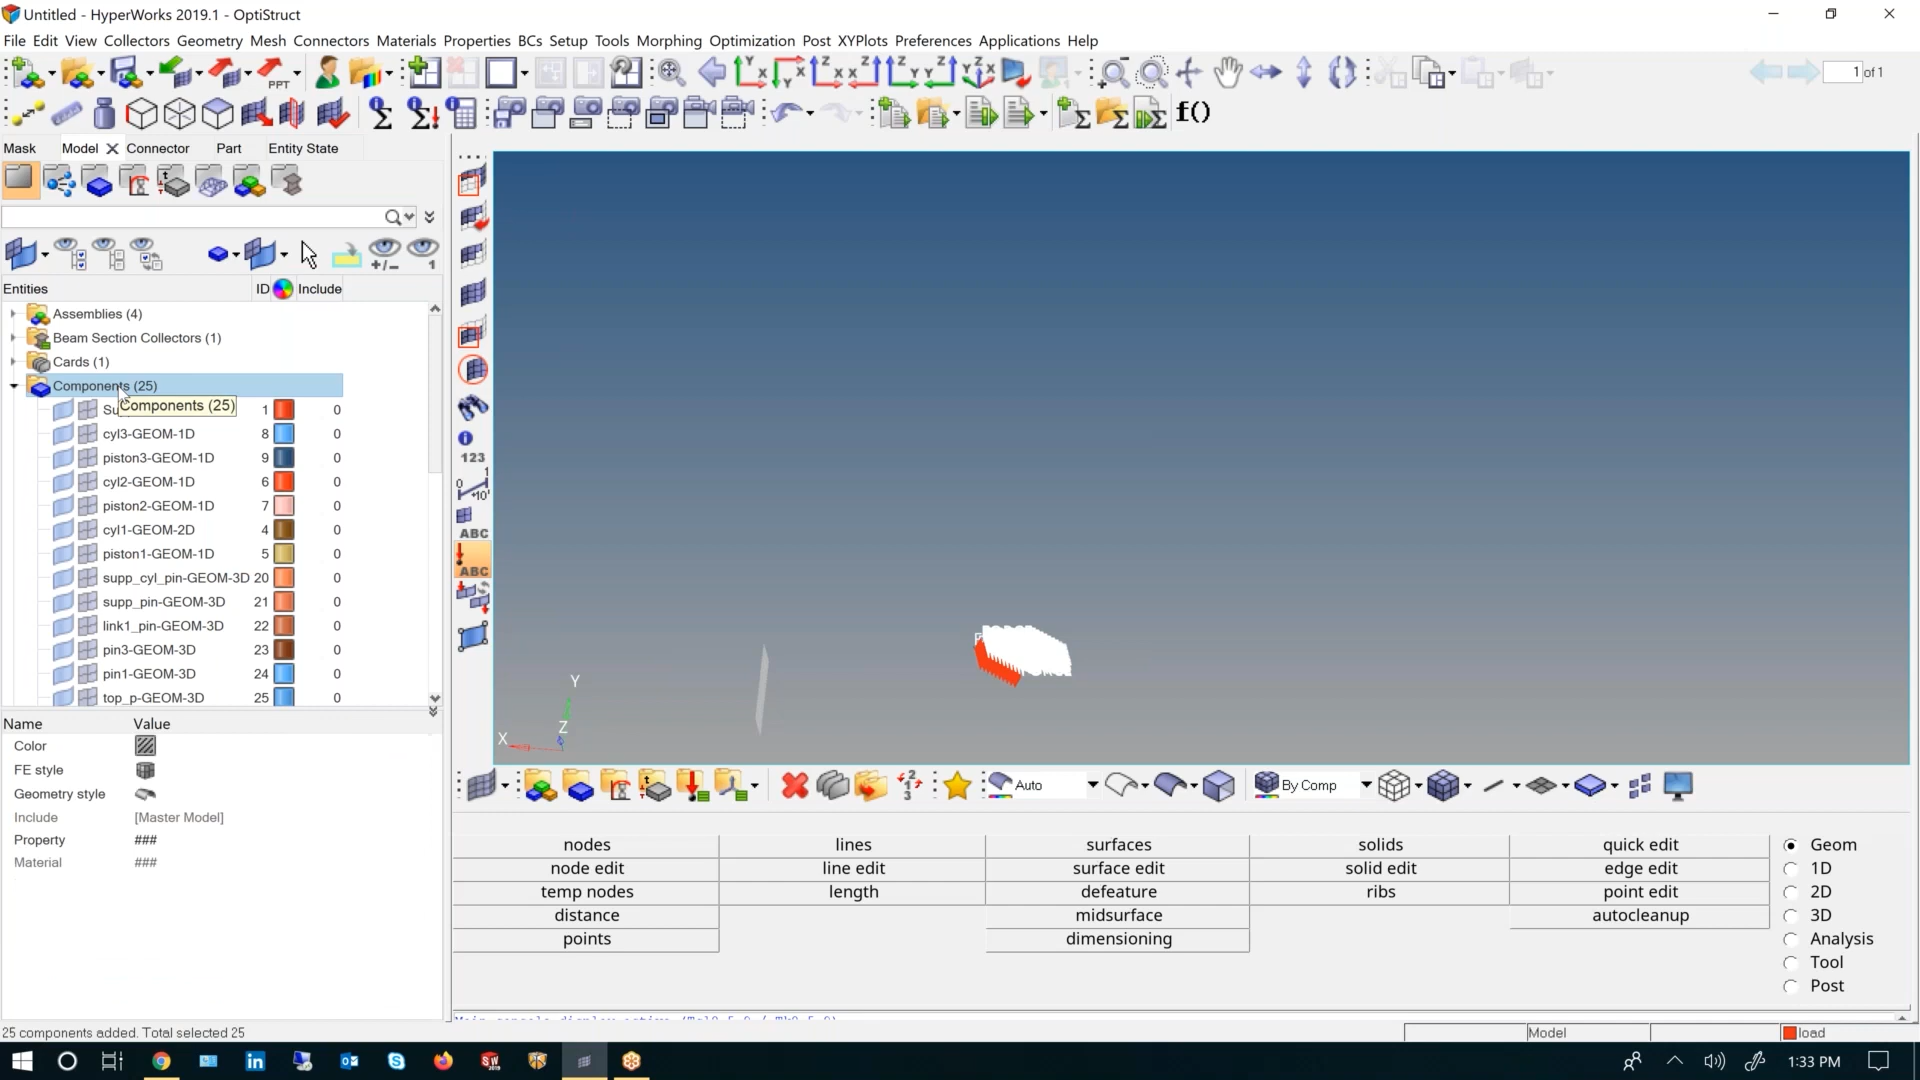 Untitled - HyperWorks 2019.1 - OptiStruct
File Edit View Collectors Geometry Mesh Connectors Materials Properties BCs Setup Tools Morphing Optimization Post XYPlots Preferences Applications Help
PPT
1 of 1
f()
Mask Model Connector Part Entity State
Entities ID Include
Assemblies (4)
Beam Section Collectors (1)
Cards (1)
Components (25)
Components (25)
Su 1 0
cyl3-GEOM-1D 8 0
piston3-GEOM-1D 9 0
cyl2-GEOM-1D 6 0
piston2-GEOM-1D 7 0
cyl1-GEOM-2D 4 0
piston1-GEOM-1D 5 0
supp_cyl_pin-GEOM-3D 20 0
supp_pin-GEOM-3D 21 0
link1_pin-GEOM-3D 22 0
pin3-GEOM-3D 23 0
pin1-GEOM-3D 24 0
top_p-GEOM-3D 25 0
Name Value
Color
FE style
Geometry style
Include [Master Model]
Property ###
Material ###
123
ABC
ABC
Y
Z
X
Auto
By Comp
nodes lines surfaces solids quick edit Geom
node edit line edit surface edit solid edit edge edit 1D
temp nodes length defeature ribs point edit 2D
distance midsurface autocleanup 3D
points dimensioning Analysis
Tool
Post
25 components added. Total selected 25
Model
load
1:33 PM